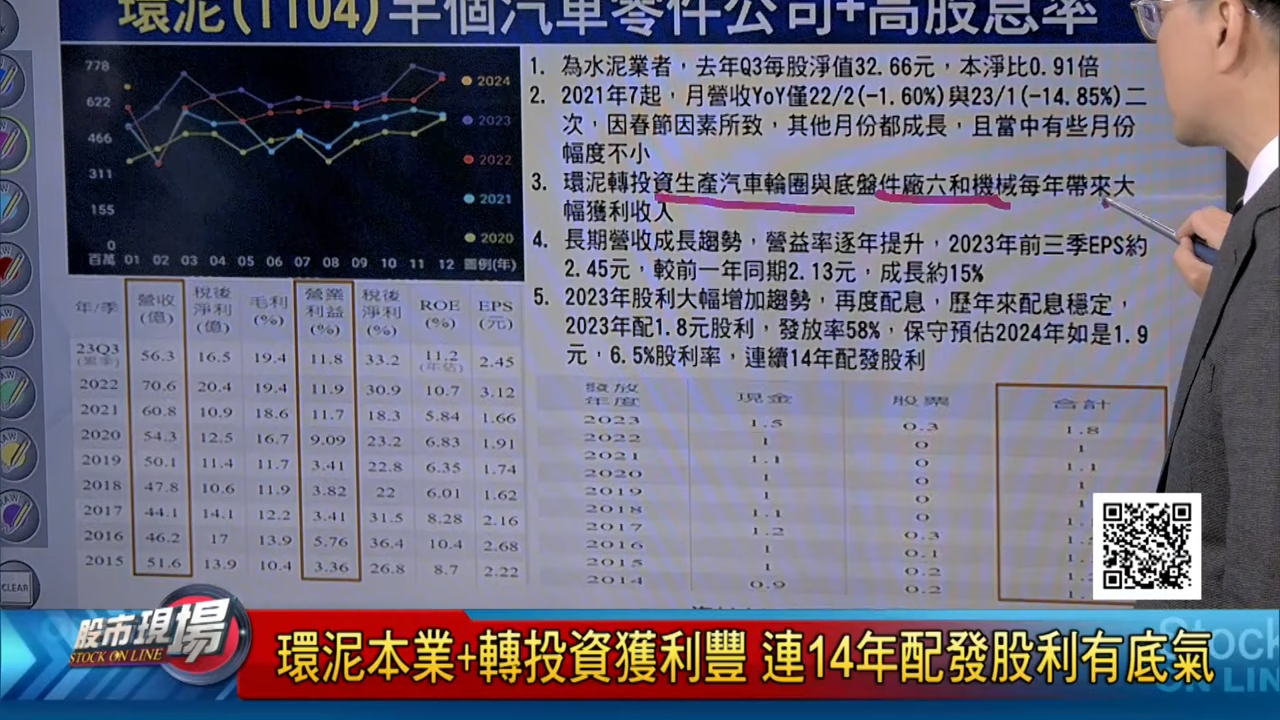 環泥(1104)半個汽車零件公司+高股息率
778
622
466
311
155
0
百萬 01 02 03 04 05 06 07 08 09 10 11 12 圖例(年)
2024
2023
2022
2021
2020
1. 為水泥業者，去年Q3每股淨值32.66元，本淨比0.91倍
2. 2021年7起，月營收YoY僅22/2(-1.60%)與23/1(-14.85%)二
次，因春節因素所致，其他月份都成長，且當中有些月份
幅度不小
3. 環泥轉投資生產汽車輪圈與底盤件廠六和機械每年帶來大
幅獲利收入
4. 長期營收成長趨勢，營益率逐年提升，2023年前三季EPS約
2.45元，較前一年同期2.13元，成長約15%
5. 2023年股利大幅增加趨勢，再度配息，歷年來配息穩定，
2023年配1.8元股利，發放率58%，保守預估2024年如是1.9
元，6.5%股利率，連續14年配發股利
年/季 營收(億) 稅後淨利(億) 毛利(%) 營業利益(%) 稅後淨利(%) ROE(%) EPS(元)
23Q3(累季) 56.3 16.5 19.4 11.8 33.2 11.2(年估) 2.45
2022 70.6 20.4 19.4 11.9 30.9 10.7 3.12
2021 60.8 10.9 18.6 11.7 18.3 5.84 1.66
2020 54.3 12.5 16.7 9.09 23.2 6.83 1.91
2019 50.1 11.4 11.7 3.41 22.8 6.35 1.74
2018 47.8 10.6 11.9 3.82 22 6.01 1.62
2017 44.1 14.1 12.2 3.41 31.5 8.28 2.16
2016 46.2 17 13.9 5.76 36.4 10.4 2.68
2015 51.6 13.9 10.4 3.36 26.8 8.7 2.22
發放年度 現金 股票 合計
2023 1.5 0.3 1.8
2022 1 0 1
2021 1.1 0 1.1
2020 1 0 1
2019 1 0
2018 1.1 0
2017 1.2 0.3
2016 1 0.1
2015 1 0.2
2014 0.9 0.2
CLEAR
股市現場
STOCK ON LINE
環泥本業+轉投資獲利豐 連14年配發股利有底氣
Stock
ON LIN